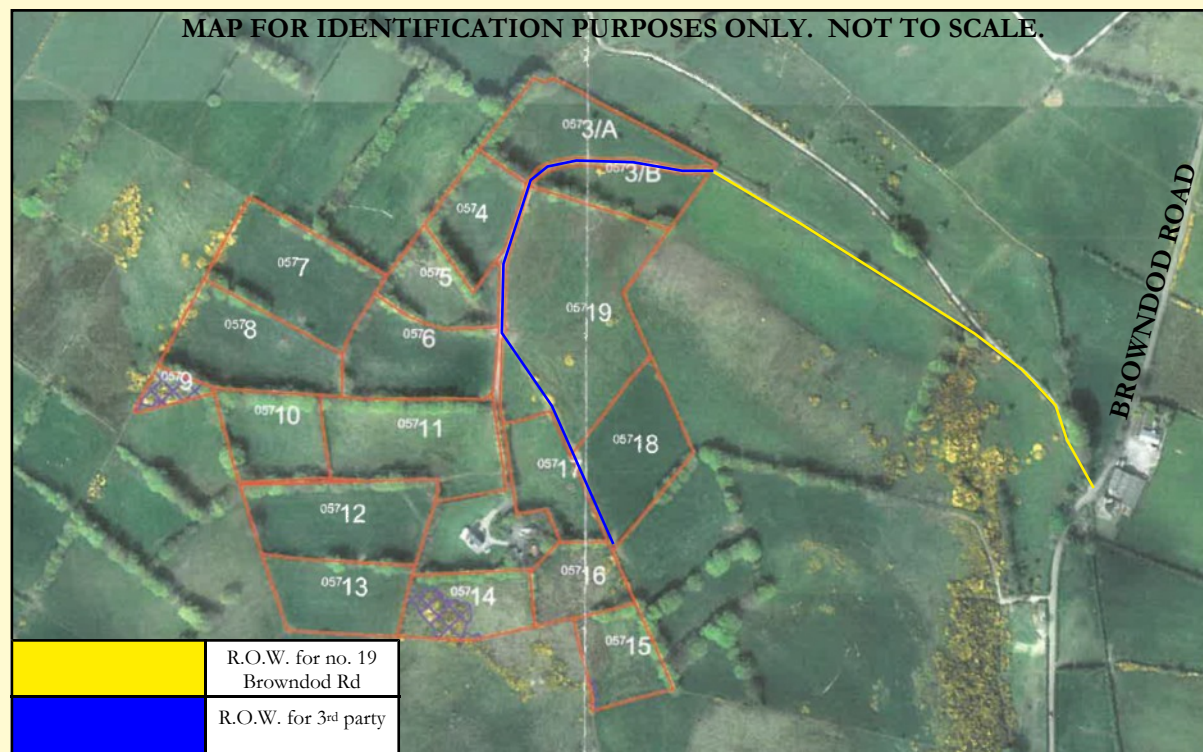 MAP FOR IDENTIFICATION PURPOSES ONLY. NOT TO SCALE.
0573/A
0573/B
0574
0575
0577
0576
0578
05719
0579
05710
05711
05718
05717
05712
05716
05713
05714
05715
BROWNDOD ROAD
R.O.W. for no. 19
Browndod Rd
R.O.W. for 3rd party